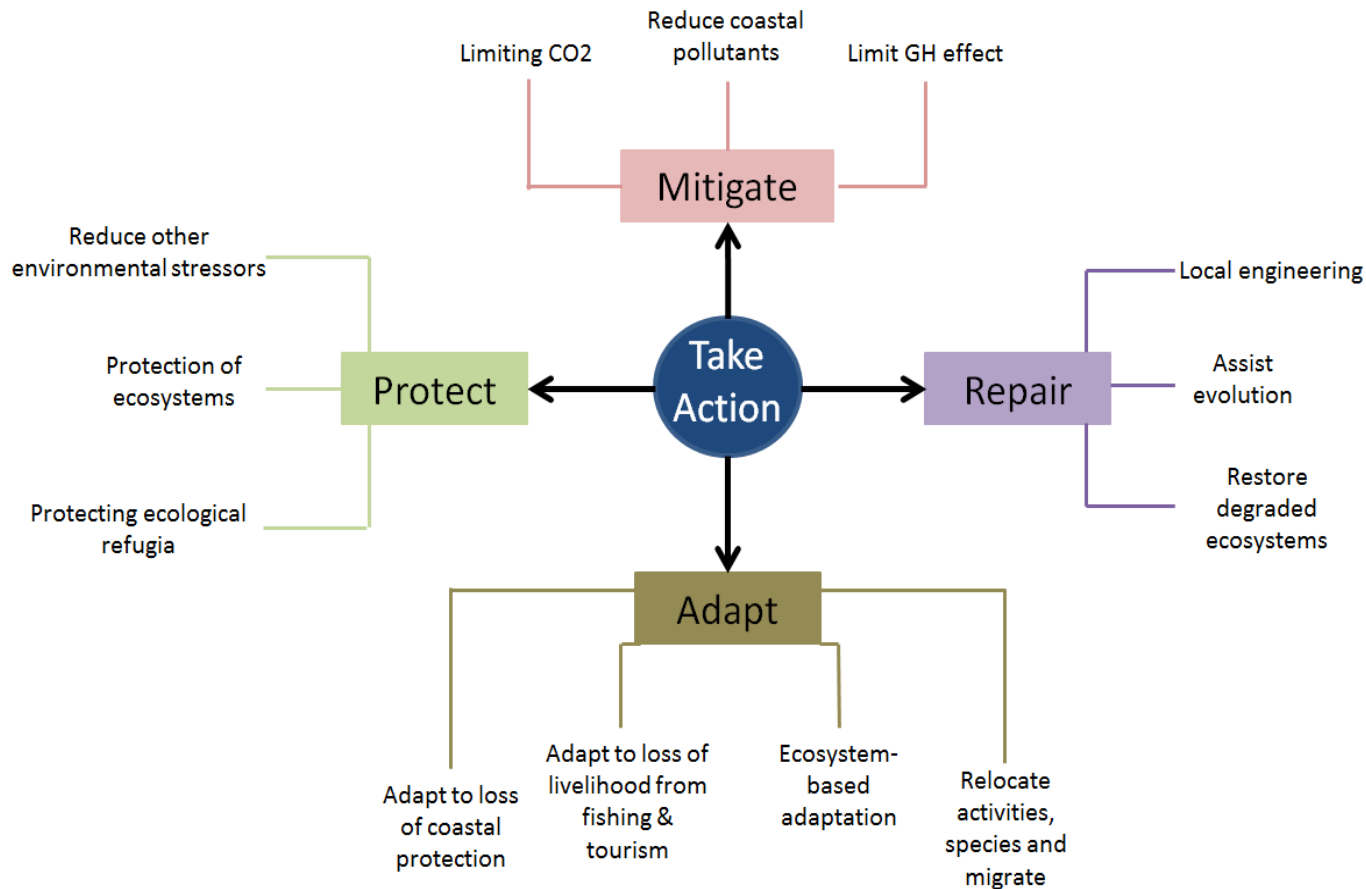 Limiting CO2
Reduce coastal
pollutants
Limit GH effect
Mitigate
Reduce other
environmental stressors
Protection of
ecosystems
Protecting ecological
refugia
Protect
Take
Action
Repair
Local engineering
Assist
evolution
Restore
degraded
ecosystems
Adapt
Adapt to loss
of coastal
protection
Adapt to loss of
livelihood from
fishing &
tourism
Ecosystem-
based
adaptation
Relocate
activities,
species and
migrate